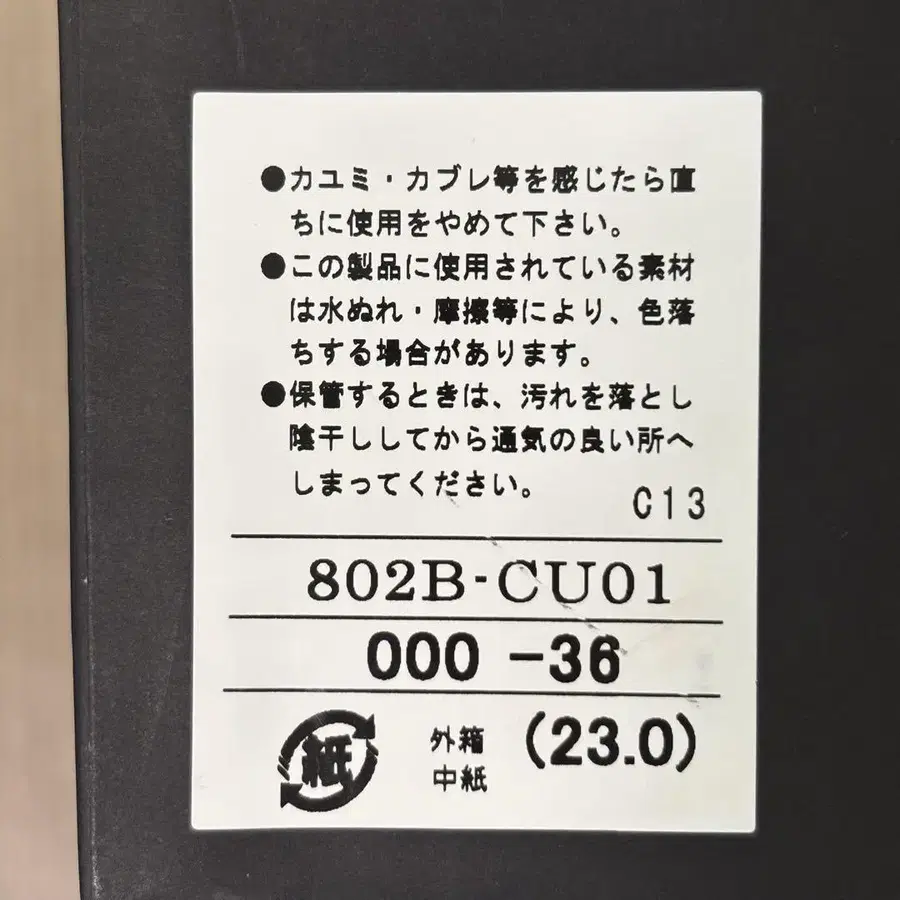 ●カユミ・カブレ等を感じたら直
ちに使用をやめて下さい。
●この製品に使用されている素材
は水ぬれ・摩擦等により、色落
ちする場合があります。
●保管するときは、汚れを落とし
陰干ししてから通気の良い所へ
しまってください。
C13
802B-CU01
000 -36
紙
外箱
中紙
(23.0)